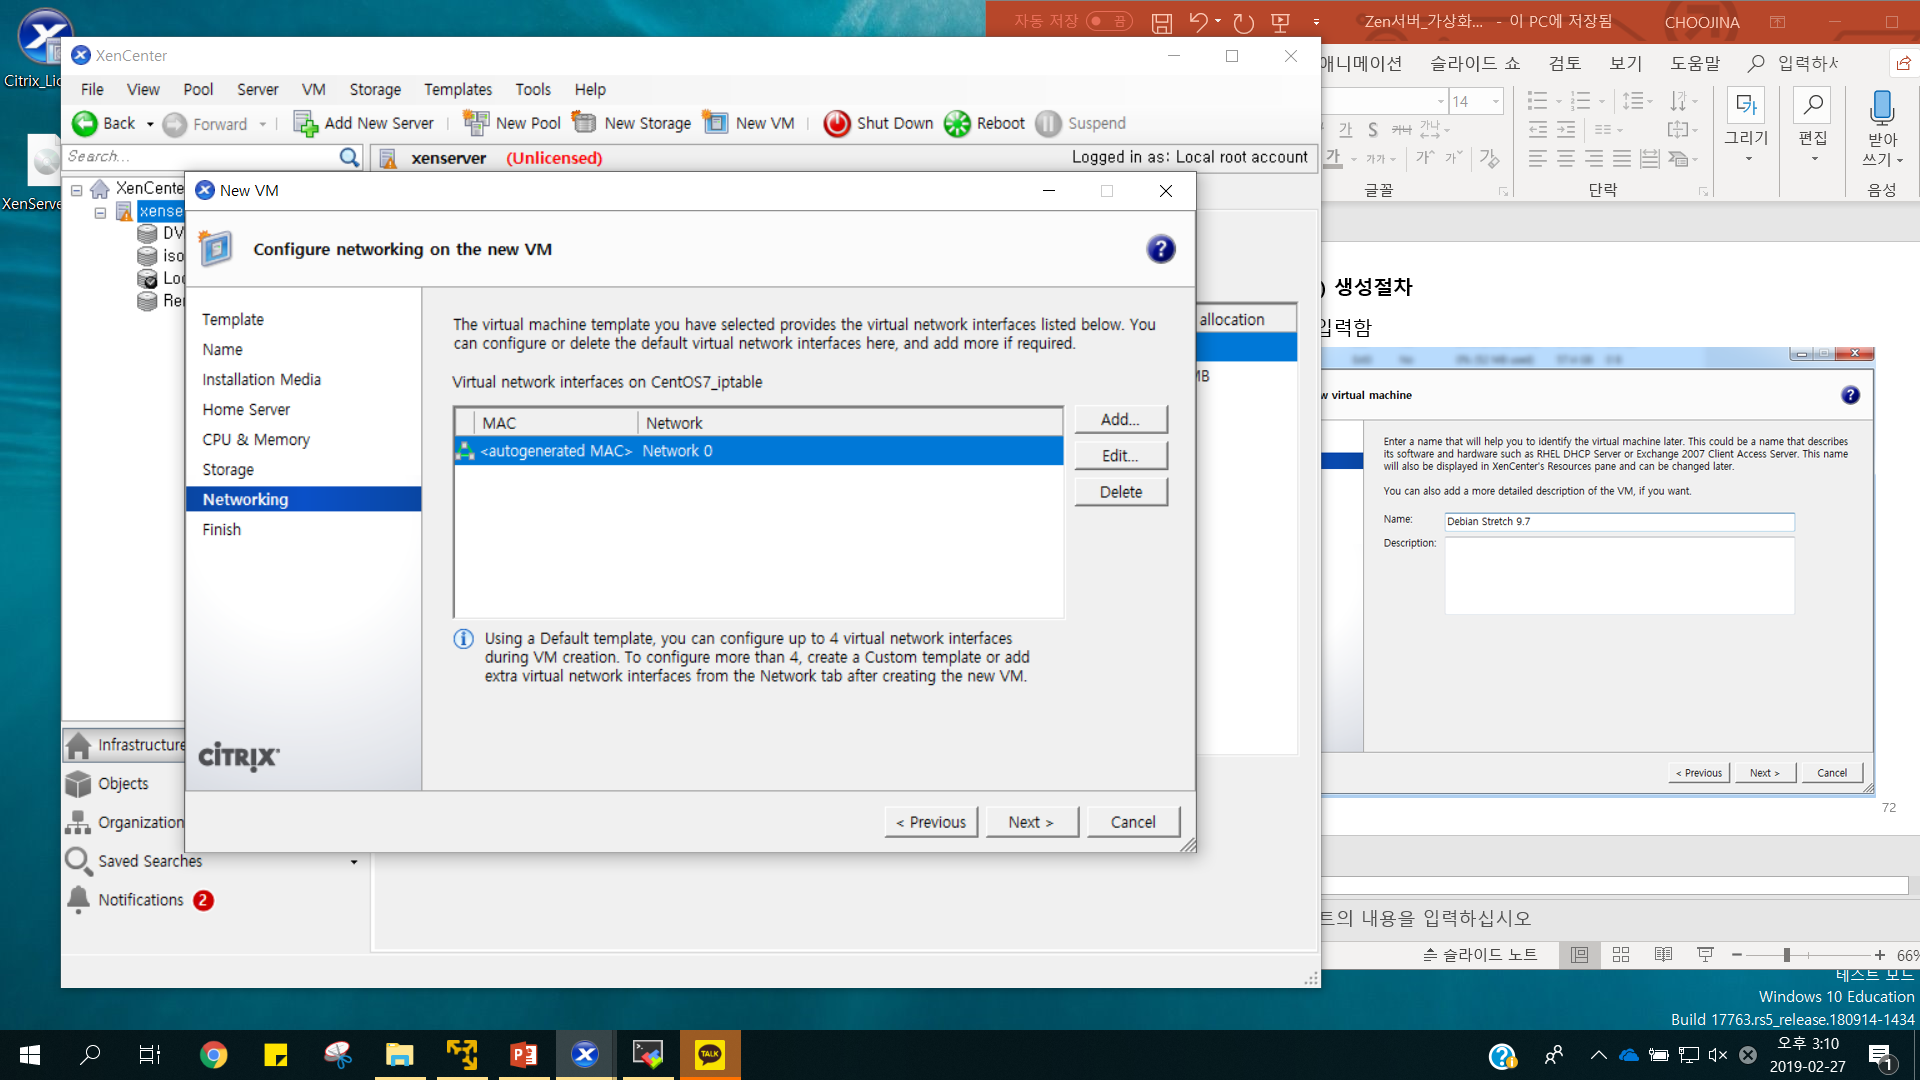 자동 저장
끔
Zen서버_가상화... - 이 PC에 저장됨
CHOOJINA
Citrix_Lic
XenServe
XenCenter
File View Pool Server VM Storage Templates Tools Help
Back Forward Add New Server New Pool New Storage New VM Shut Down Reboot Suspend
Search...
xenserver (Unlicensed)
Logged in as: Local root account
XenCente
xense
DV
iso
Loc
Rer
New VM
Configure networking on the new VM
Template
Name
Installation Media
Home Server
CPU & Memory
Storage
Networking
Finish
CITRIX
The virtual machine template you have selected provides the virtual network interfaces listed below. You
can configure or delete the default virtual network interfaces here, and add more if required.
Virtual network interfaces on CentOS7_iptable
MAC Network
<autogenerated MAC> Network 0
Add...
Edit...
Delete
Using a Default template, you can configure up to 4 virtual network interfaces
during VM creation. To configure more than 4, create a Custom template or add
extra virtual network interfaces from the Network tab after creating the new VM.
< Previous Next > Cancel
allocation
MB
Infrastructure
Objects
Organization
Saved Searches
Notifications 2
애니메이션 슬라이드 쇼 검토 보기 도움말 입력하
14
가 S 가나
가 가가 가 가
글꼴
단락
그리기
편집
받아
쓰기
음성
) 생성절차
입력함
w virtual machine
Enter a name that will help you to identify the virtual machine later. This could be a name that describes
its software and hardware such as RHEL DHCP Server or Exchange 2007 Client Access Server. This name
will also be displayed in XenCenter's Resources pane and can be changed later.
You can also add a more detailed description of the VM, if you want.
Name: Debian Stretch 9.7
Description:
< Previous Next > Cancel
72
트의 내용을 입력하십시오
슬라이드 노트
66%
테스트 모드
Windows 10 Education
Build 17763.rs5_release.180914-1434
TALK
오후 3:10
2019-02-27
1